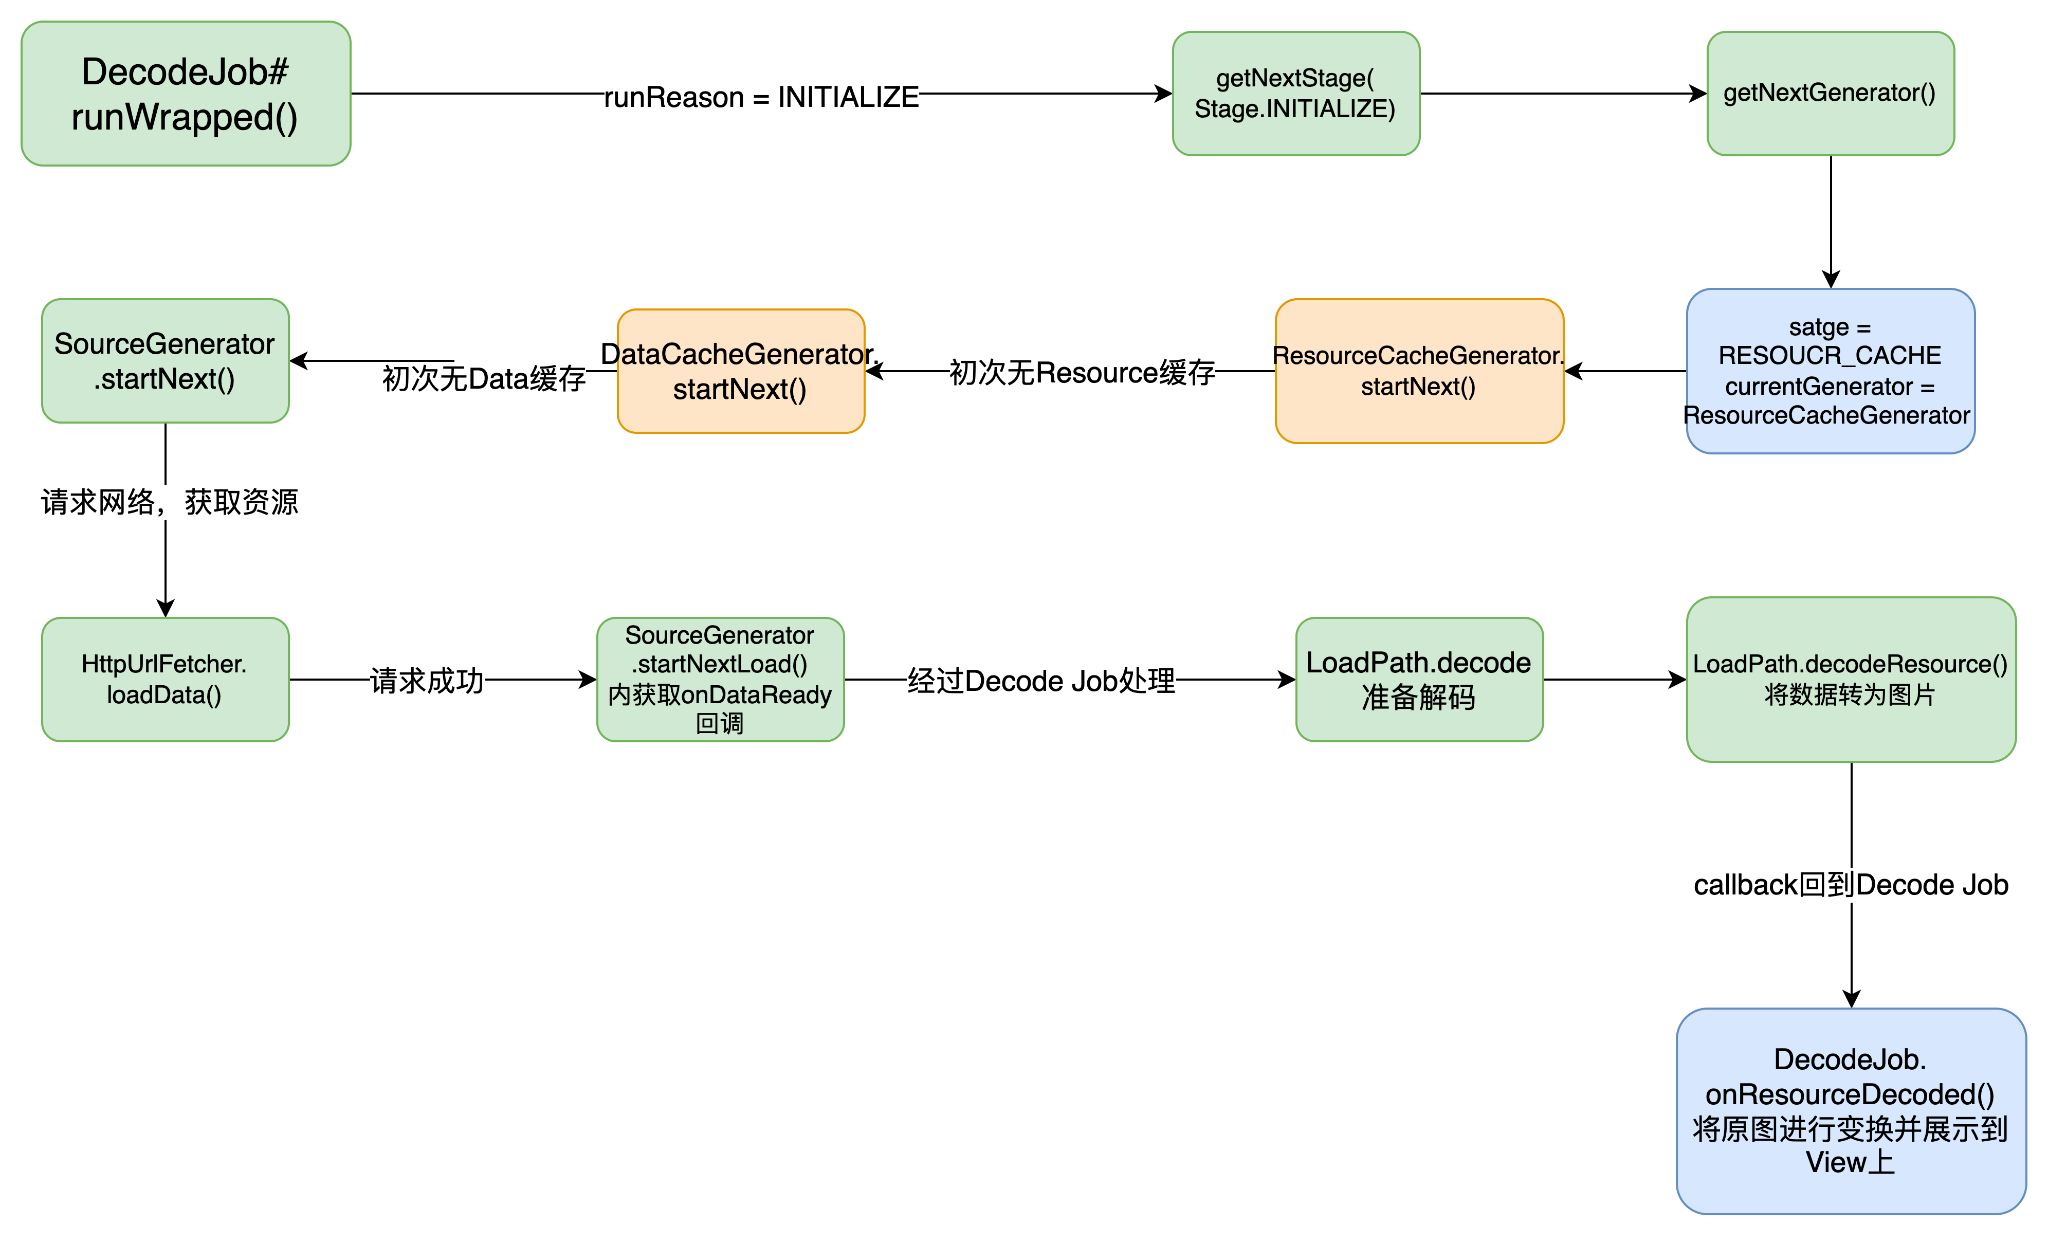 DecodeJob#
runWrapped()
runReason = INITIALIZE
getNextStage(
Stage.INITIALIZE)
getNextGenerator()
satge =
RESOUCR_CACHE
currentGenerator =
ResourceCacheGenerator
ResourceCacheGenerator.
startNext()
初次无Resource缓存
DataCacheGenerator.
startNext()
初次无Data缓存
SourceGenerator
.startNext()
请求网络，获取资源
HttpUrlFetcher.
loadData()
请求成功
SourceGenerator
.startNextLoad()
内获取onDataReady
回调
经过Decode Job处理
LoadPath.decode
准备解码
LoadPath.decodeResource()
将数据转为图片
callback回到Decode Job
DecodeJob.
onResourceDecoded()
将原图进行变换并展示到
View上